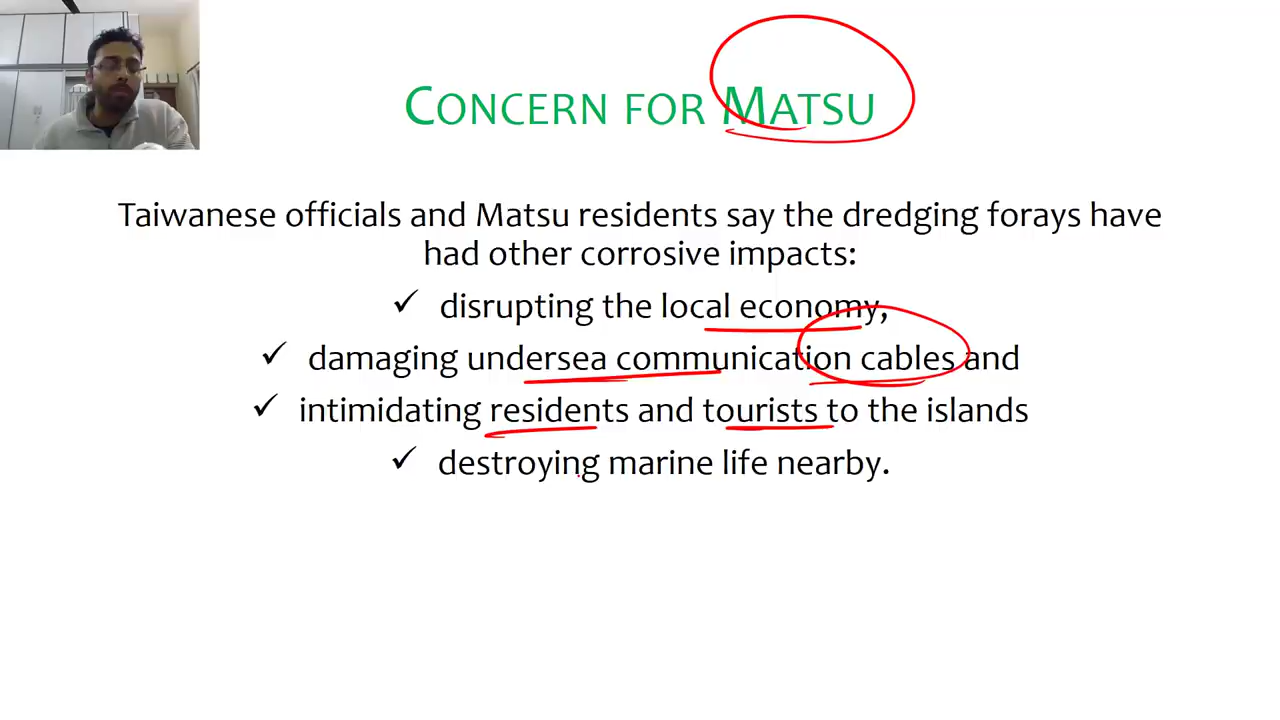 CONCERN FOR MATSU
Taiwanese officials and Matsu residents say the dredging forays have
had other corrosive impacts:
✓ disrupting the local economy,
✓ damaging undersea communication cables and
✓ intimidating residents and tourists to the islands
✓ destroying marine life nearby.